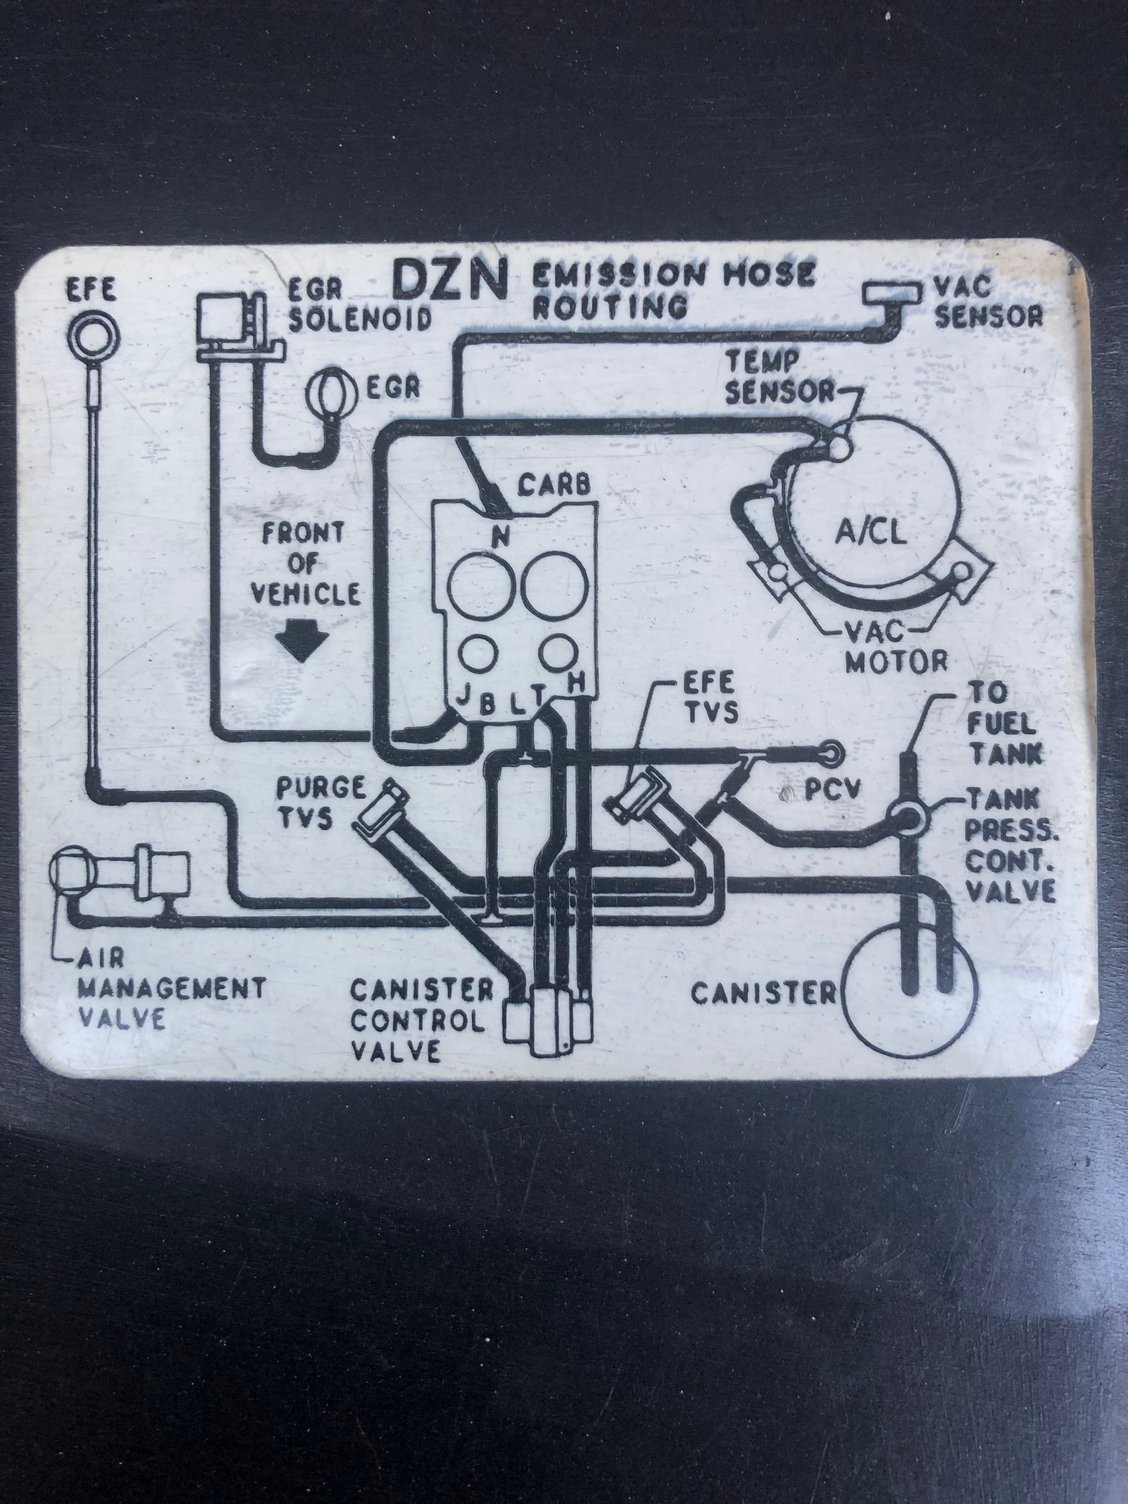 DZN EMISSION HOSE
ROUTING
EFE
EGR
SOLENOID
VAC
SENSOR
EGR
TEMP
SENSOR
CARB
N
A/CL
FRONT
OF
VEHICLE
VAC
MOTOR
J B L T H
EFE
TVS
TO
FUEL
TANK
PURGE
TVS
PCV
TANK
PRESS.
CONT.
VALVE
AIR
MANAGEMENT
VALVE
CANISTER
CONTROL
VALVE
CANISTER